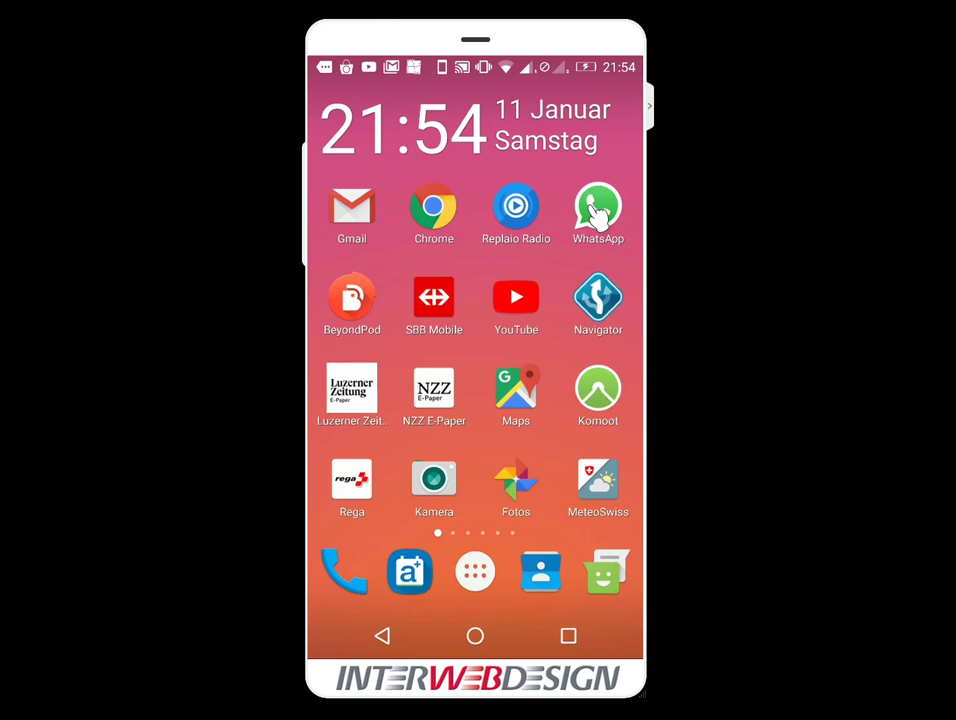 21:54
21:54
11 Januar
Samstag
Gmail
Chrome
Replaio Radio
WhatsApp
BeyondPod
SBB Mobile
YouTube
Navigator
Luzerner
Zeitung
E-Paper
NZZ
E-Paper
G
Luzerner Zeit..
NZZ E-Paper
Maps
Komoot
rega
Rega
Kamera
Fotos
MeteoSwiss
a+
INTERWEBDESIGN